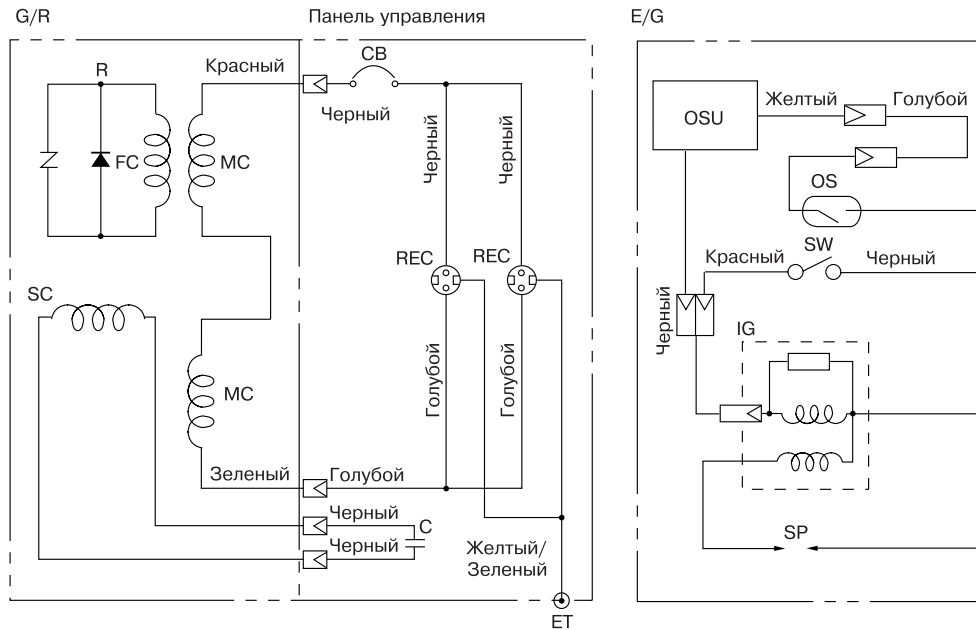 G/R
Панель управления
E/G
R
Красный
CB
Черный
FC
MC
Черный
Черный
REC
REC
SC
MC
Голубой
Голубой
Зеленый
Голубой
Черный
C
Черный
Желтый/
Зеленый
ET
OSU
Желтый
Голубой
OS
SW
Красный
Черный
Черный
IG
SP